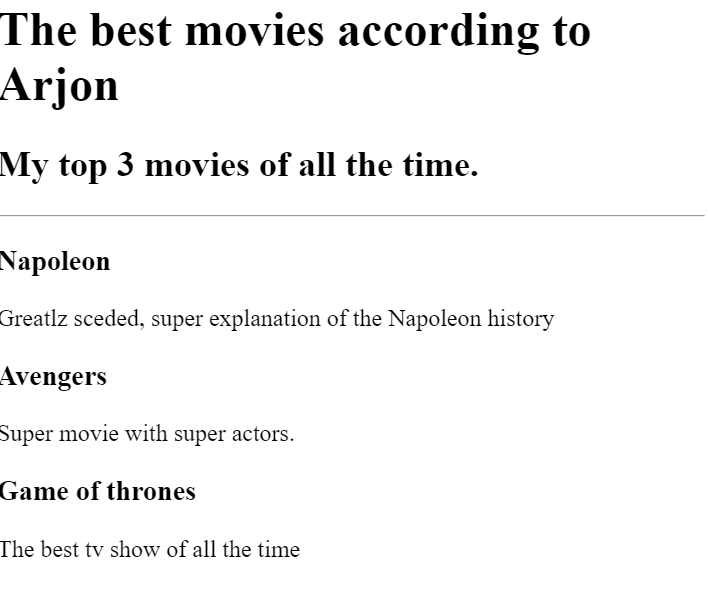 The best movies according to
Arjon
My top 3 movies of all the time.
Napoleon
Greatlz sceded, super explanation of the Napoleon history
Avengers
Super movie with super actors.
Game of thrones
The best tv show of all the time